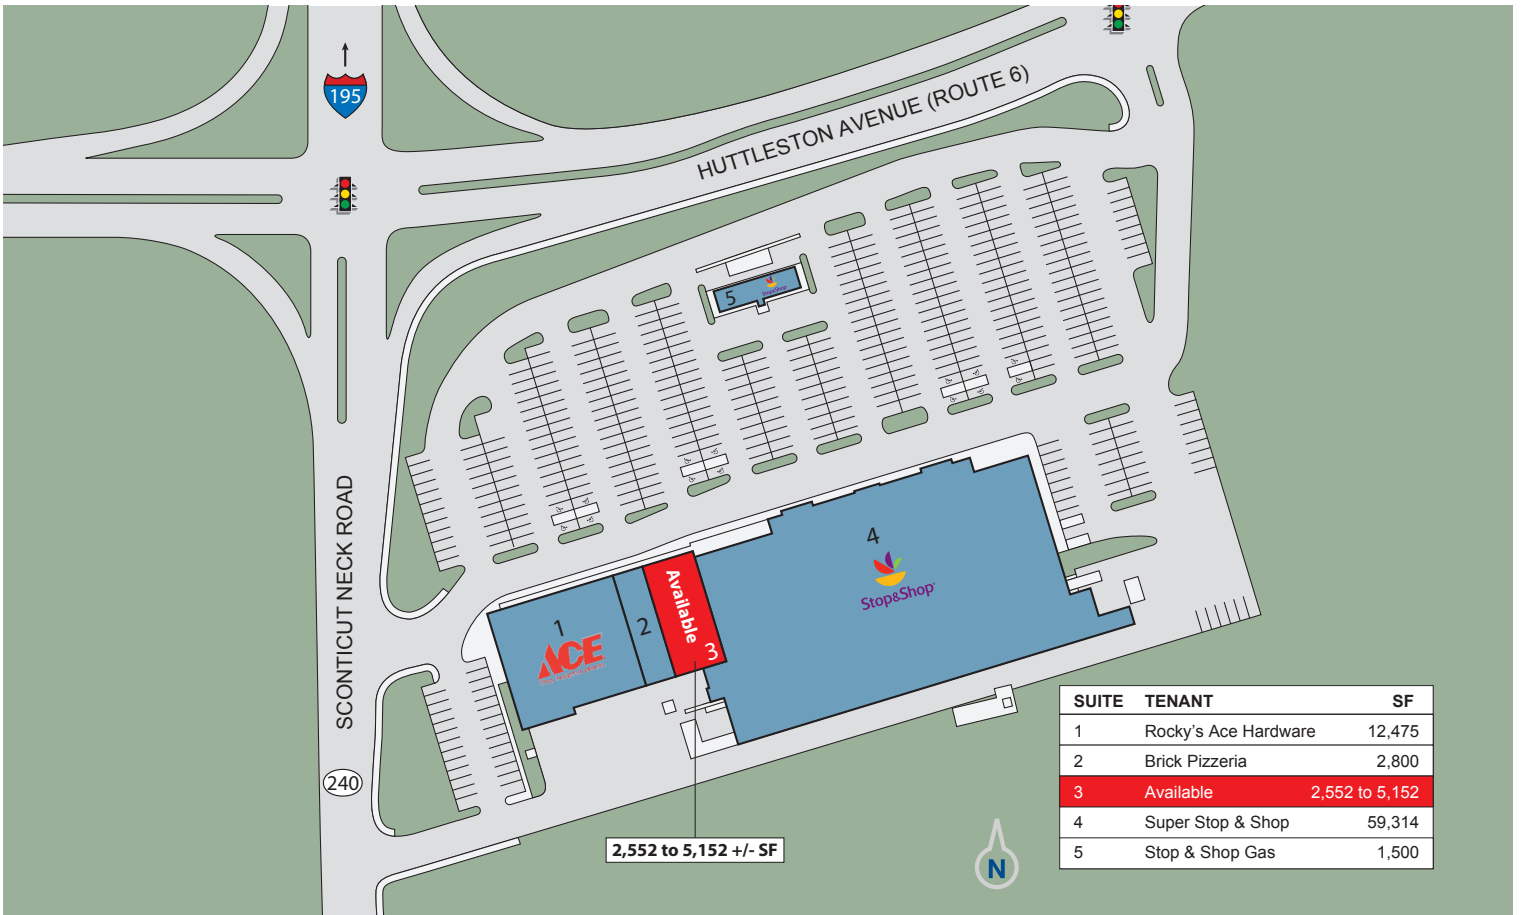 195
HUTTLESTON AVENUE (ROUTE 6)
5
SCONTICUT NECK ROAD
240
1
ACE
2
Available
3
4
Stop&Shop
2,552 to 5,152 +/- SF
N
SUITE TENANT SF
1 Rocky's Ace Hardware 12,475
2 Brick Pizzeria 2,800
3 Available 2,552 to 5,152
4 Super Stop & Shop 59,314
5 Stop & Shop Gas 1,500